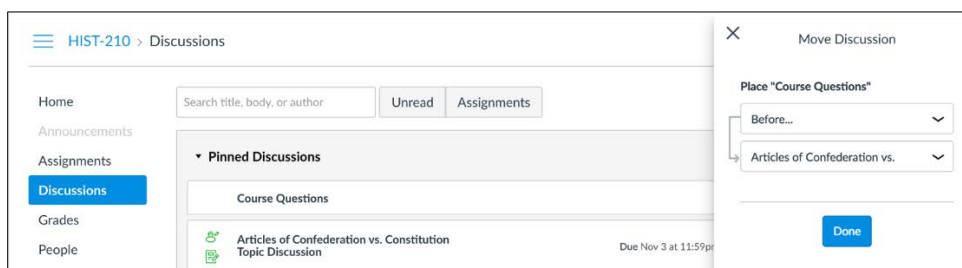 HIST-210 > Discussions
Home
Announcements
Assignments
Discussions
Grades
People
Search title, body, or author
Unread
Assignments
Pinned Discussions
Course Questions
Articles of Confederation vs. Constitution
Topic Discussion
Due Nov 3 at 11:59p
Move Discussion
Place "Course Questions"
Before...
Articles of Confederation vs.
Done